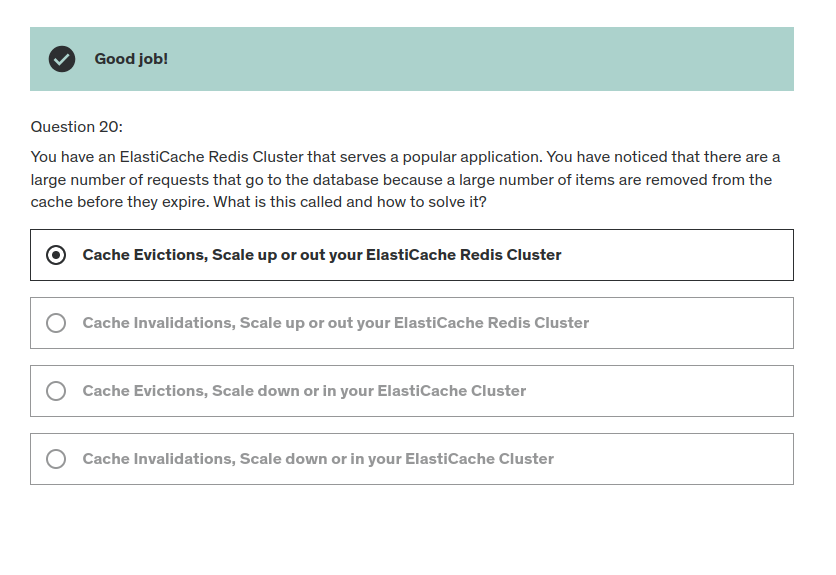 Good job!
Question 20:
You have an ElastiCache Redis Cluster that serves a popular application. You have noticed that there are a
large number of requests that go to the database because a large number of items are removed from the
cache before they expire. What is this called and how to solve it?
Cache Evictions, Scale up or out your ElastiCache Redis Cluster
Cache Invalidations, Scale up or out your ElastiCache Redis Cluster
Cache Evictions, Scale down or in your ElastiCache Cluster
Cache Invalidations, Scale down or in your ElastiCache Cluster